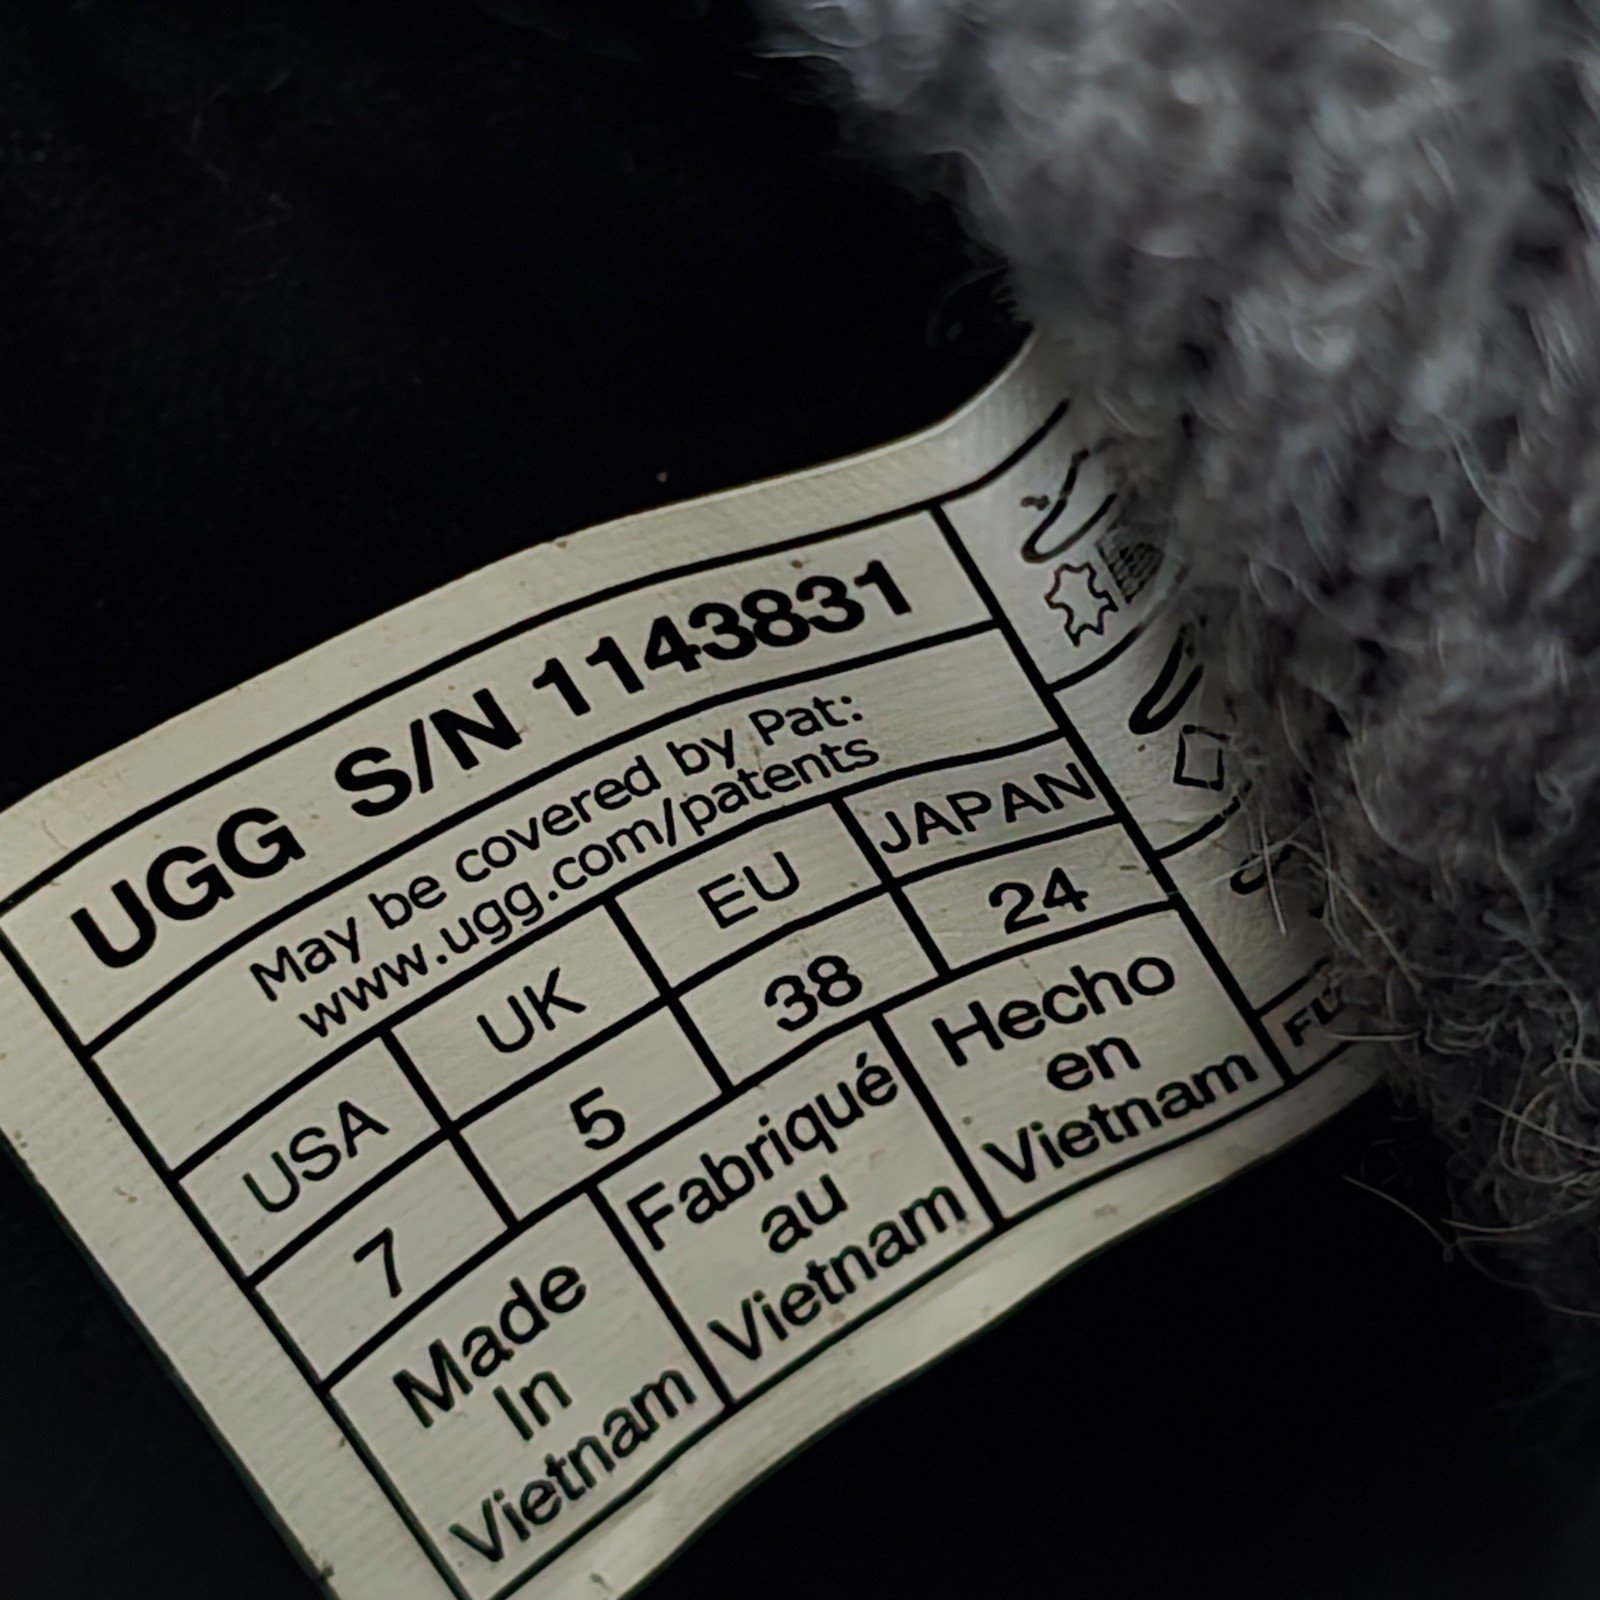 UGG S/N 1143831
May be covered by Pat:
www.ugg.com/patents
USA UK EU JAPAN
7 5 38 24
Made
In
Vietnam
Fabriqué
au
Vietnam
Hecho
en
Vietnam